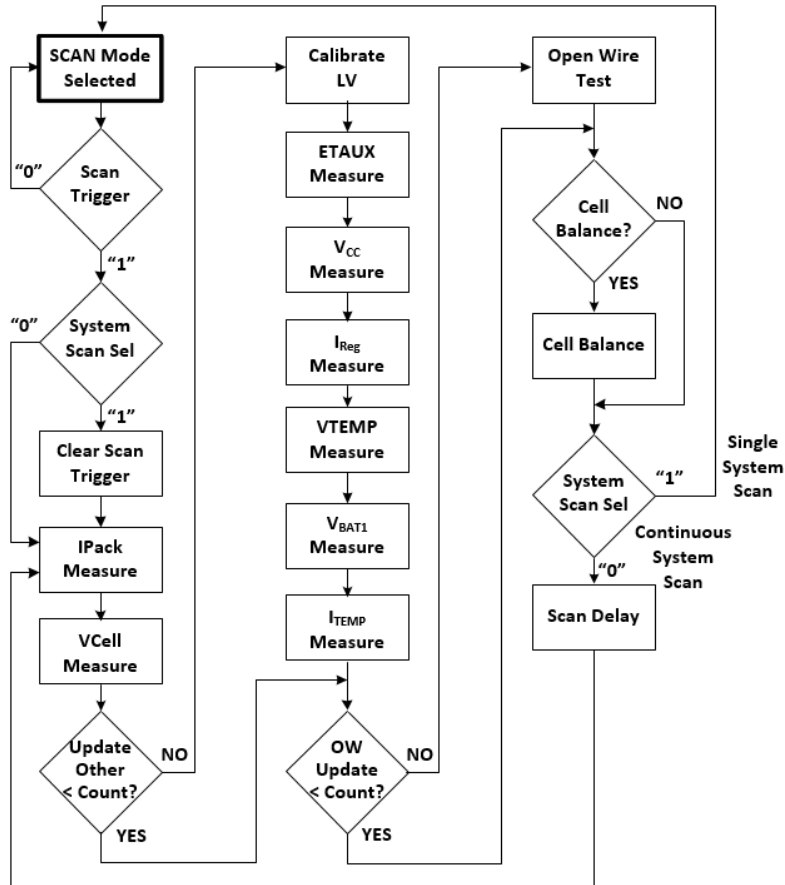 SCAN Mode
Selected
“0”
Scan
Trigger
“1”
“0”
System
Scan Sel
“1”
Clear Scan
Trigger
IPack
Measure
VCell
Measure
Update
Other
< Count?
NO
YES
Calibrate
LV
ETAUX
Measure
VCC
Measure
IReg
Measure
VTEMP
Measure
VBAT1
Measure
ITEMP
Measure
OW
Update
< Count?
NO
YES
Open Wire
Test
Cell
Balance?
NO
YES
Cell Balance
System
Scan Sel
“1”
Single
System
Scan
Continuous
System
Scan
“0”
Scan Delay